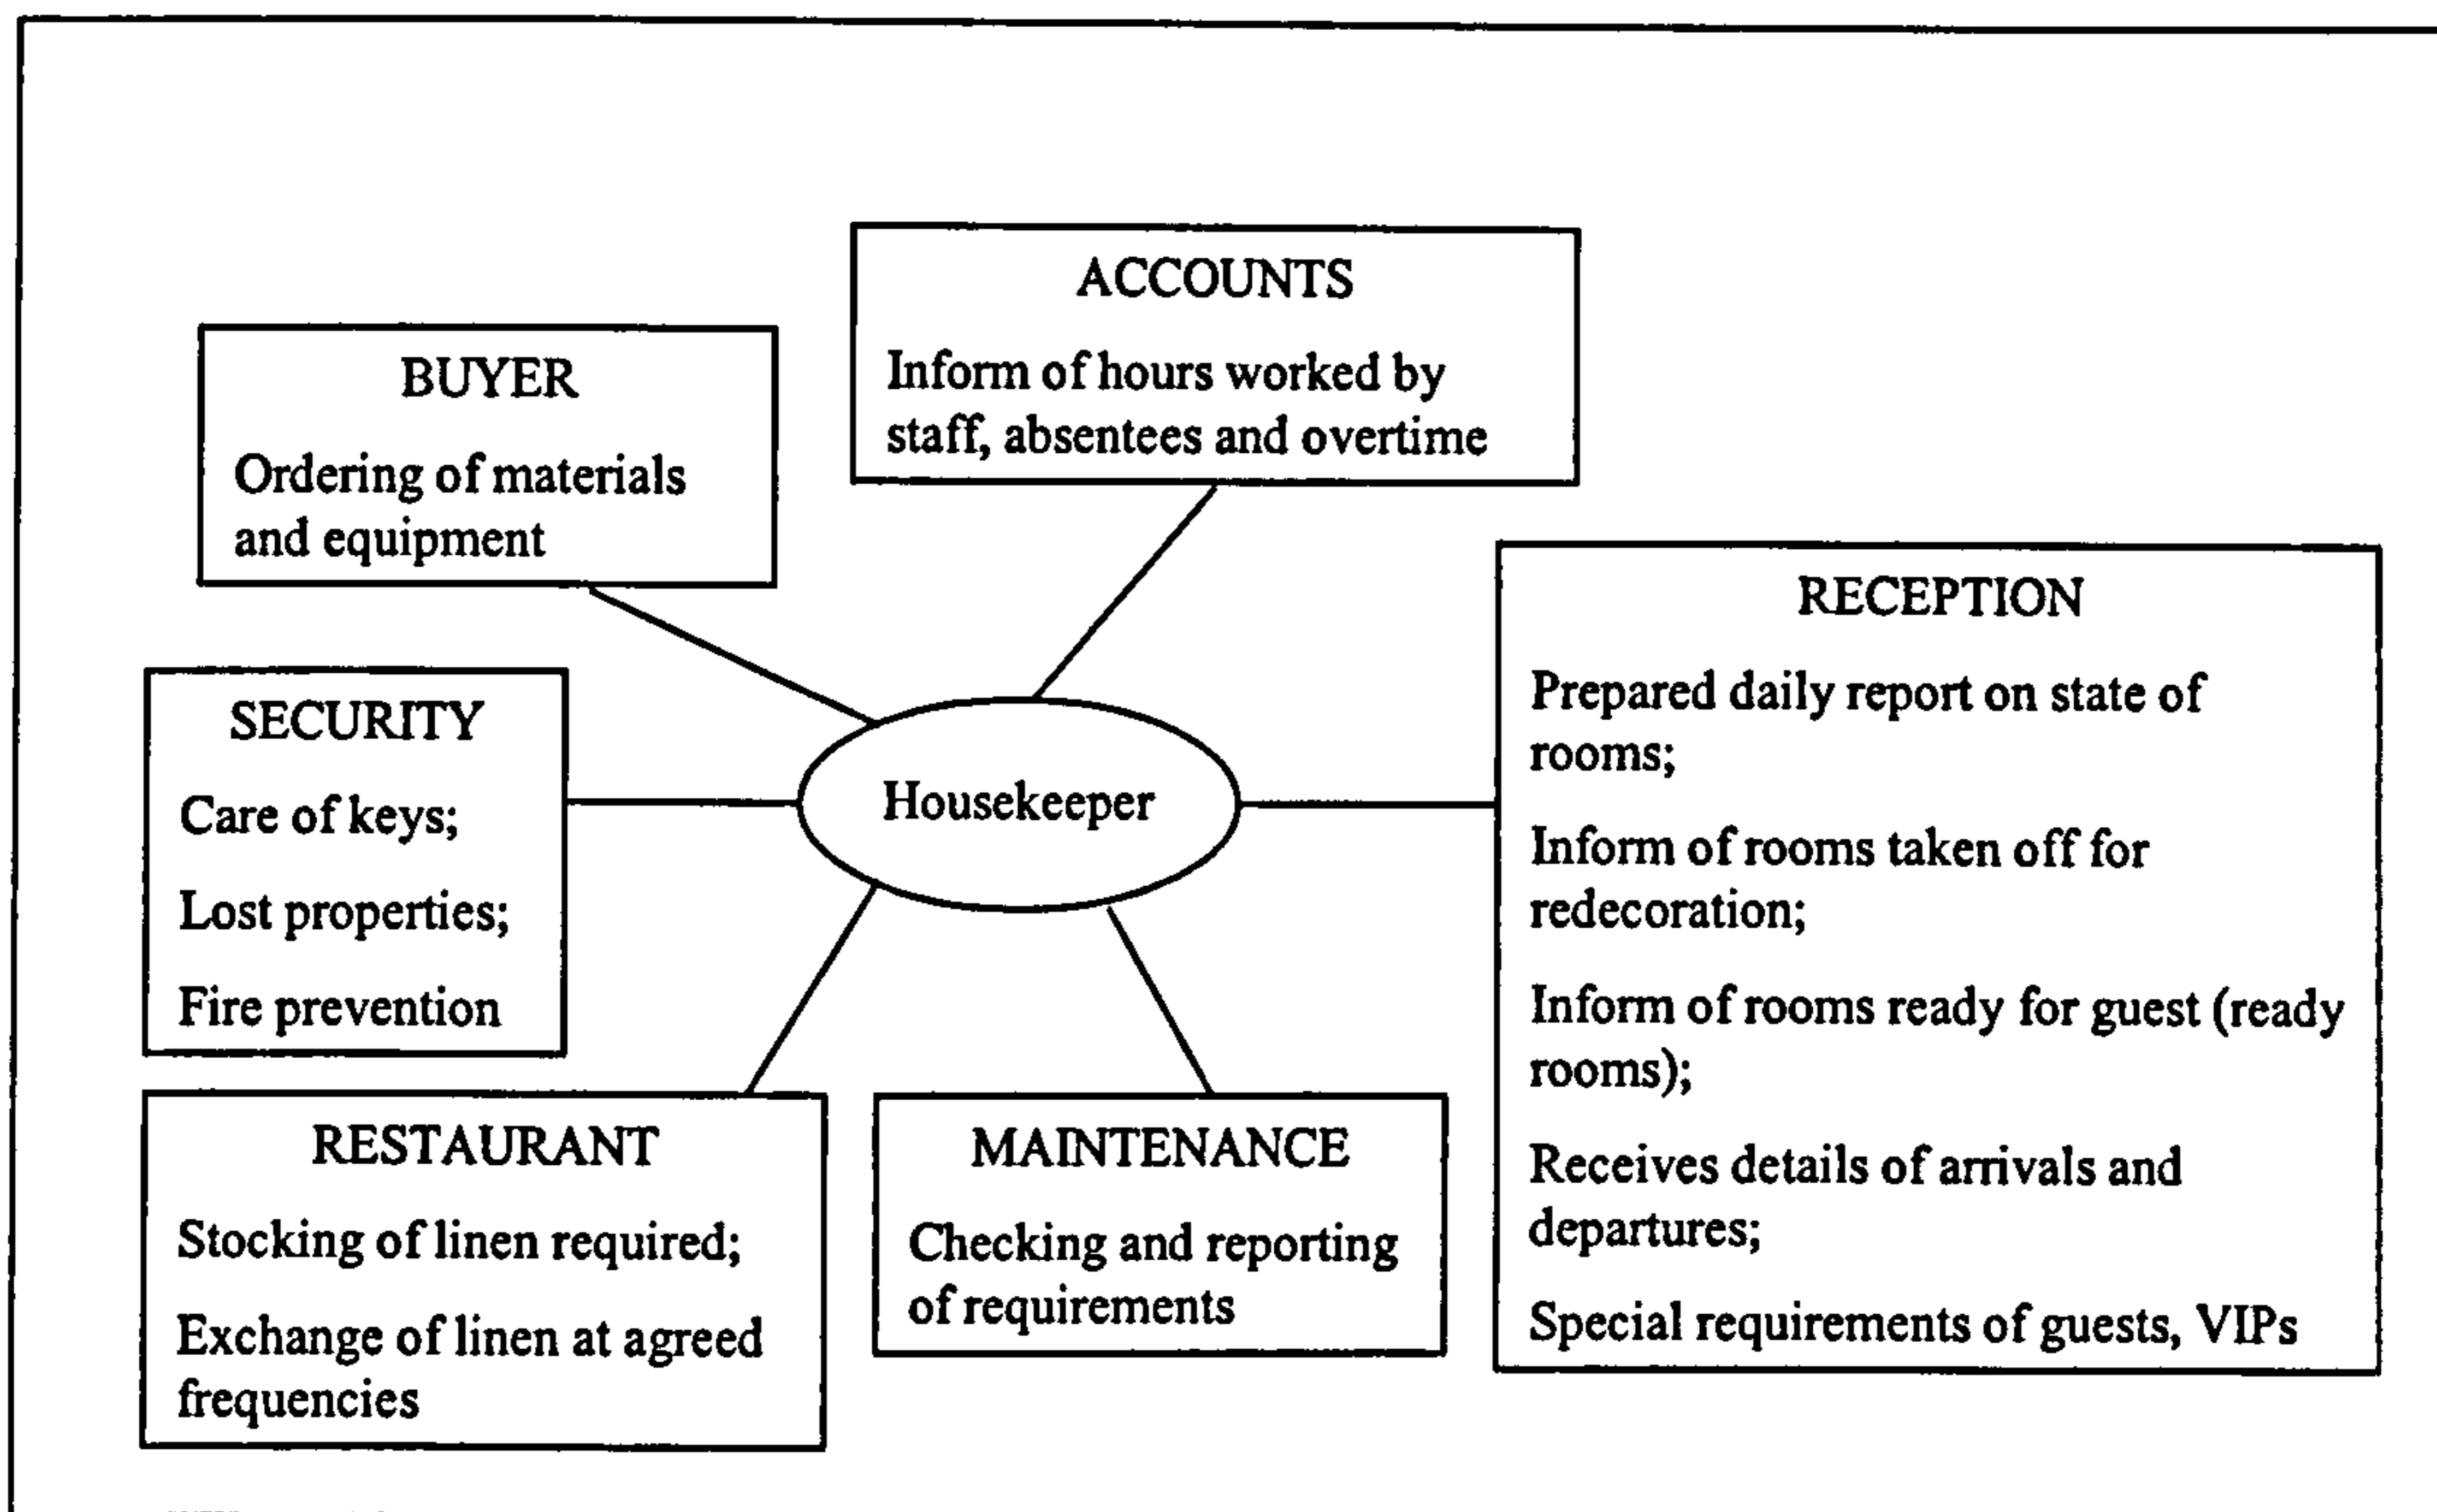 ACCOUNTS
Inform of hours worked by
staff, absentees and overtime
BUYER
Ordering of materials
and equipment
SECURITY
Care of keys;
Lost properties;
Fire prevention
Housekeeper
RECEPTION
Prepared daily report on state of
rooms;
Inform of rooms taken off for
redecoration;
Inform of rooms ready for guest (ready
rooms);
Receives details of arrivals and
departures;
Special requirements of guests, VIPs
RESTAURANT
Stocking of linen required;
Exchange of linen at agreed
frequencies
MAINTENANCE
Checking and reporting
of requirements